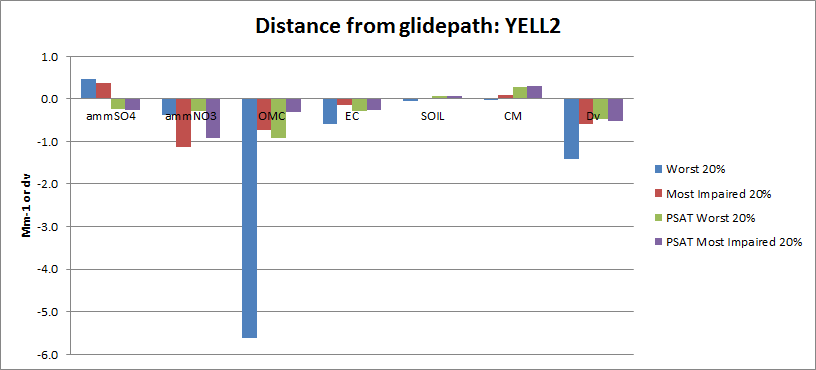 Distance from glidepath: YELL2
1.0
0.0
-1.0
-2.0
-3.0
-4.0
-5.0
-6.0
Mm-1 or dv
ammSO4 ammNO3 OMC EC SOIL CM Dv
Worst 20%
Most Impaired 20%
PSAT Worst 20%
PSAT Most Impaired 20%